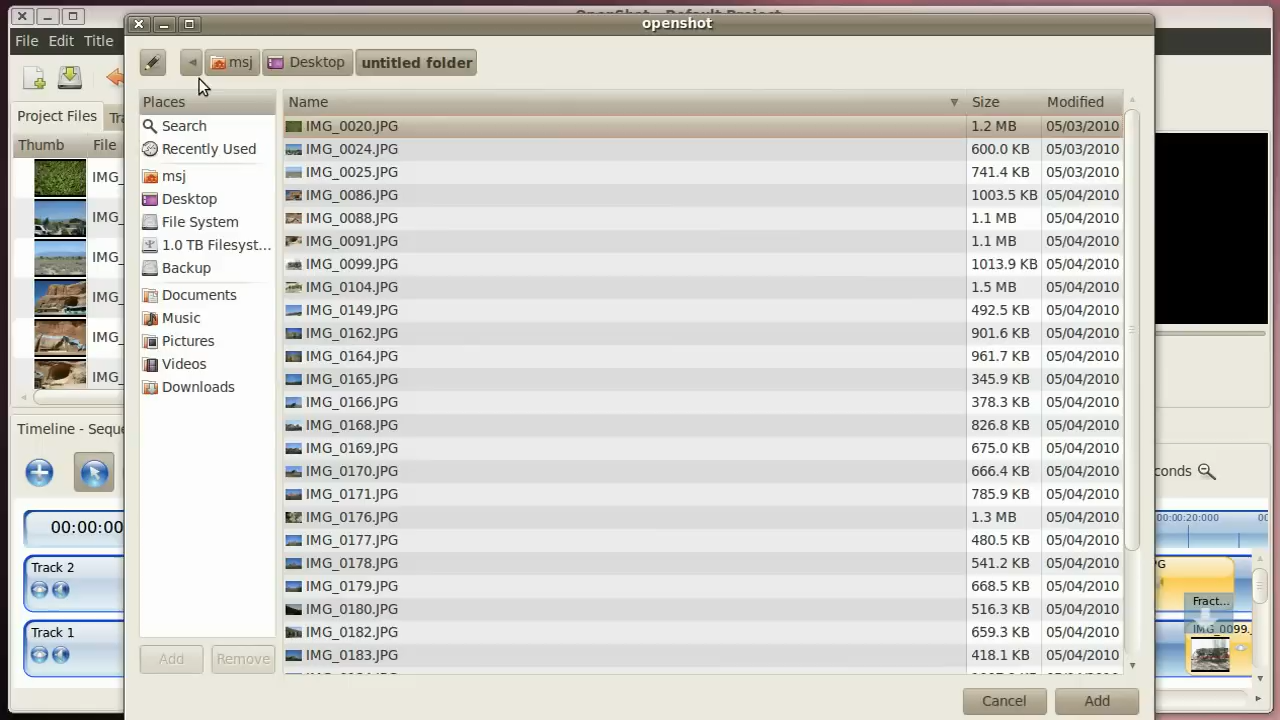 OpenShot - Default Project
openshot
File Edit Title
msj Desktop untitled folder
Project Files
Thumb File
IMG_
IMG_
IMG_
IMG_
IMG_
IMG_
Places
Search
Recently Used
msj
Desktop
File System
1.0 TB Filesyst...
Backup
Documents
Music
Pictures
Videos
Downloads
Add Remove
Name Size Modified
IMG_0020.JPG 1.2 MB 05/03/2010
IMG_0024.JPG 600.0 KB 05/03/2010
IMG_0025.JPG 741.4 KB 05/03/2010
IMG_0086.JPG 1003.5 KB 05/04/2010
IMG_0088.JPG 1.1 MB 05/04/2010
IMG_0091.JPG 1.1 MB 05/04/2010
IMG_0099.JPG 1013.9 KB 05/04/2010
IMG_0104.JPG 1.5 MB 05/04/2010
IMG_0149.JPG 492.5 KB 05/04/2010
IMG_0162.JPG 901.6 KB 05/04/2010
IMG_0164.JPG 961.7 KB 05/04/2010
IMG_0165.JPG 345.9 KB 05/04/2010
IMG_0166.JPG 378.3 KB 05/04/2010
IMG_0168.JPG 826.8 KB 05/04/2010
IMG_0169.JPG 675.0 KB 05/04/2010
IMG_0170.JPG 666.4 KB 05/04/2010
IMG_0171.JPG 785.9 KB 05/04/2010
IMG_0176.JPG 1.3 MB 05/04/2010
IMG_0177.JPG 480.5 KB 05/04/2010
IMG_0178.JPG 541.2 KB 05/04/2010
IMG_0179.JPG 668.5 KB 05/04/2010
IMG_0180.JPG 516.3 KB 05/04/2010
IMG_0182.JPG 659.3 KB 05/04/2010
IMG_0183.JPG 418.1 KB 05/04/2010
Cancel Add
Timeline - Seque
conds
00:00:00
00:00:20:000
Track 2
PG
Fract...
Track 1
IMG_0099.